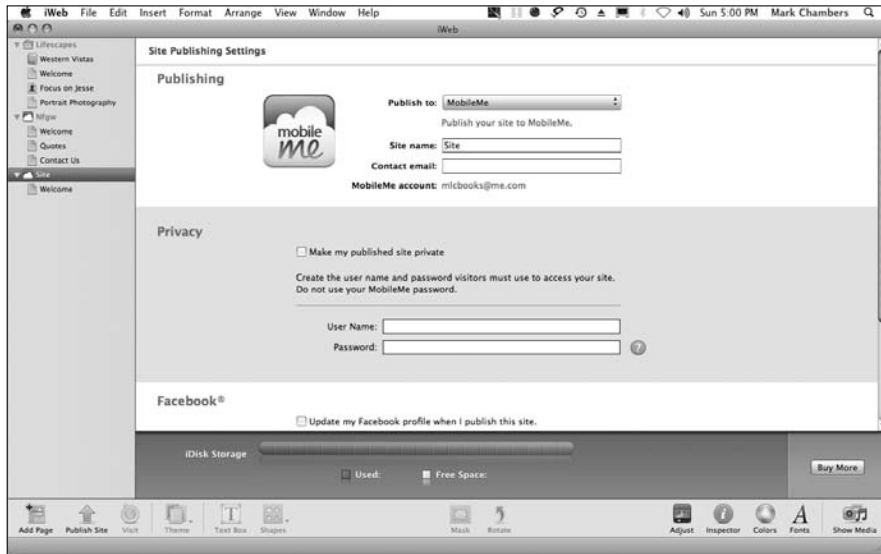 iWeb File Edit Insert Format Arrange View Window Help Sun 5:00 PM Mark Chambers
iWeb
Lifescapes
Western Vistas
Welcome
Focus on Jesse
Portrait Photography
Nfgw
Welcome
Quotes
Contact Us
Site
Welcome
Site Publishing Settings
Publishing
mobile
me
Publish to: MobileMe
Publish your site to MobileMe.
Site name: Site
Contact email:
MobileMe account: mlcbooks@me.com
Privacy
Make my published site private
Create the user name and password visitors must use to access your site.
Do not use your MobileMe password.
User Name:
Password: ?
Facebook®
Update my Facebook profile when I publish this site.
iDisk Storage
Used: Free Space:
Buy More
Add Page Publish Site Visit Theme Text Box Shapes Mask Rotate Adjust Inspector Colors Fonts Show Media